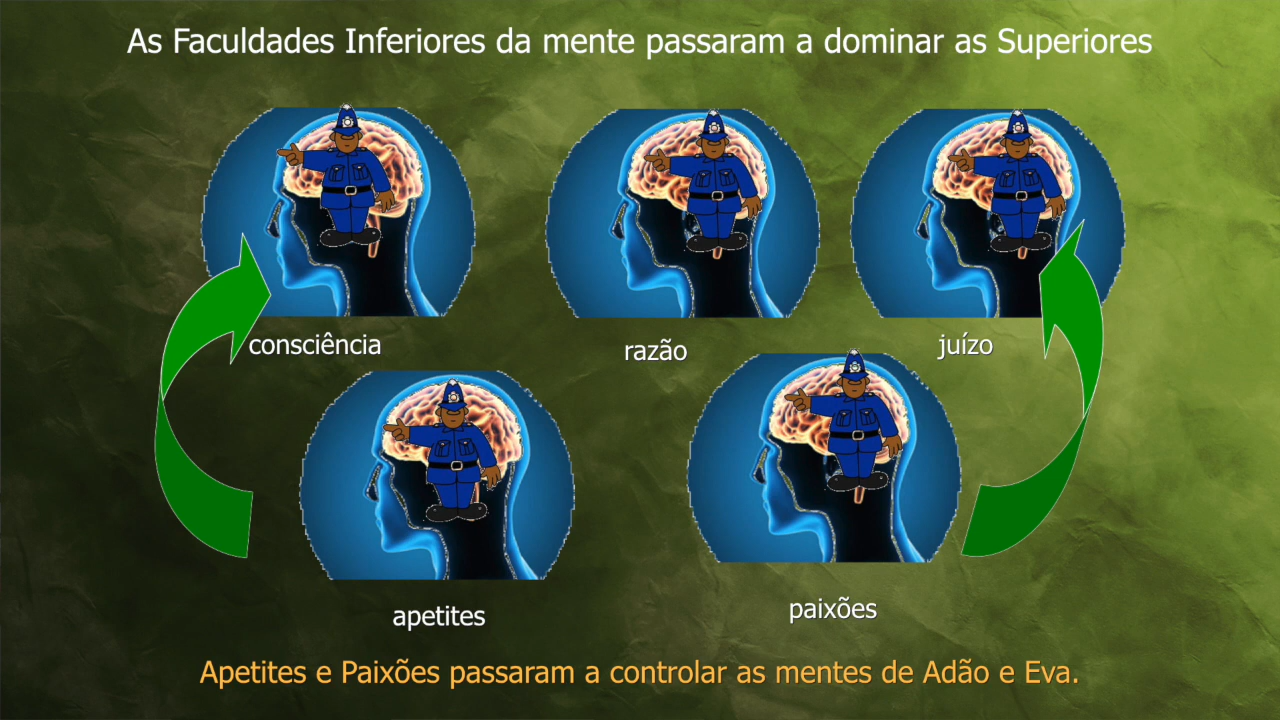 As Faculdades Inferiores da mente passaram a dominar as Superiores
consciência
razão
juízo
apetites
paixões
Apetites e Paixões passaram a controlar as mentes de Adão e Eva.